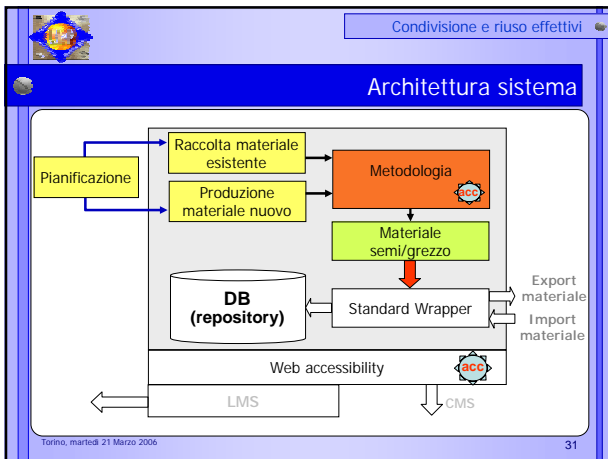 Condivisione e riuso effettivi
Architettura sistema
Raccolta materiale
esistente
Pianificazione
Metodologia
acc
Produzione
materiale nuovo
Materiale
semi/grezzo
DB
(repository)
Standard Wrapper
Export
materiale
Import
materiale
Web accessibility
acc
LMS
CMS
Torino, martedì 21 Marzo 2006
31